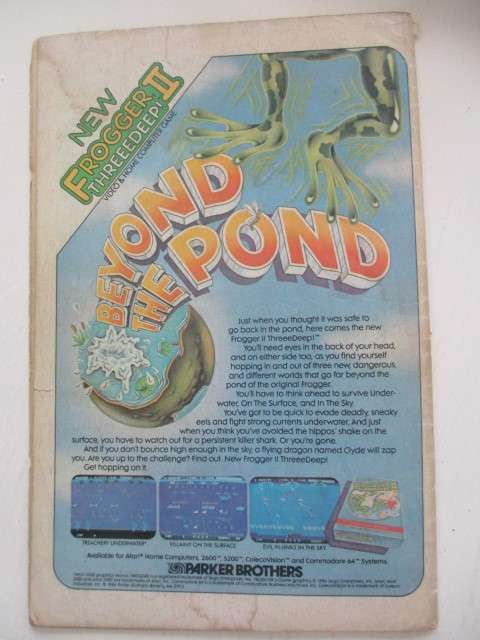 NEW
FROGGER II
THREEEDEEP!
VIDEO & HOME COMPUTER GAME
BEYOND
THE POND
Just when you thought it was safe to
go back in the pond, here comes the new
Frogger II ThreeeDeep!™
You'll need eyes in the back of your head,
and on either side too, as you find yourself
hopping in and out of three new, dangerous,
and different worlds that go far beyond the
pond of the original Frogger.
You'll have to think ahead to survive Under-
water, On The Surface, and In The Sky.
You've got to be quick to evade deadly, sneaky
eels and fight strong currents underwater. And just
when you think you've avoided the hippos' shake on the
surface, you have to watch out for a persistent killer shark. Or you're gone.
And if you don't bounce high enough in the sky, a flying dragon named Clyde will zap
you. Are you up to the challenge? Find out. New Frogger II ThreeeDeep!
Get hopping on it.
TREACHERY UNDERWATER*
VILLAINY ON THE SURFACE
EVIL IN THE SKY
Available for Atari® Home Computers, 2600™, 5200™, ColecoVision™ and Commodore 64™ Systems.
PARKER BROTHERS